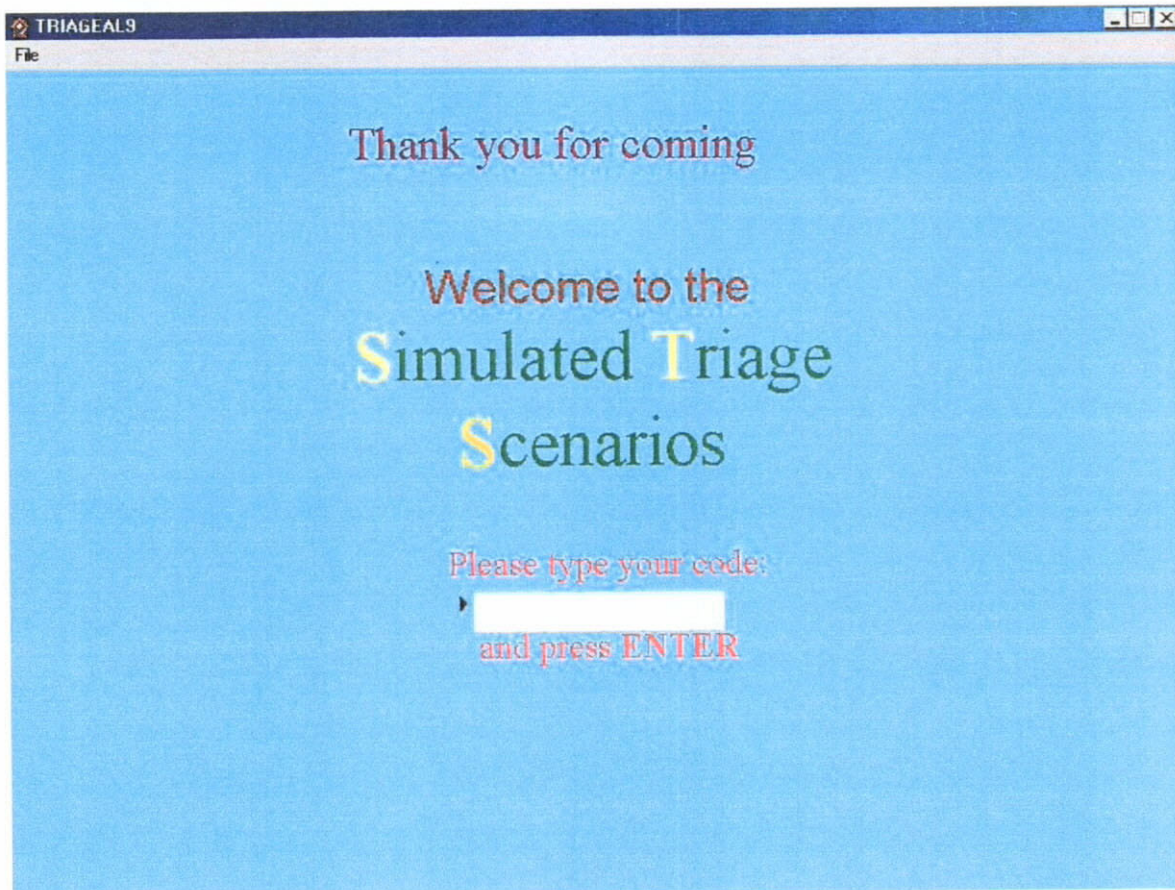 TRIAGEAL9
File
Thank you for coming
Welcome to the
Simulated Triage
Scenarios
Please type your code:
and press ENTER